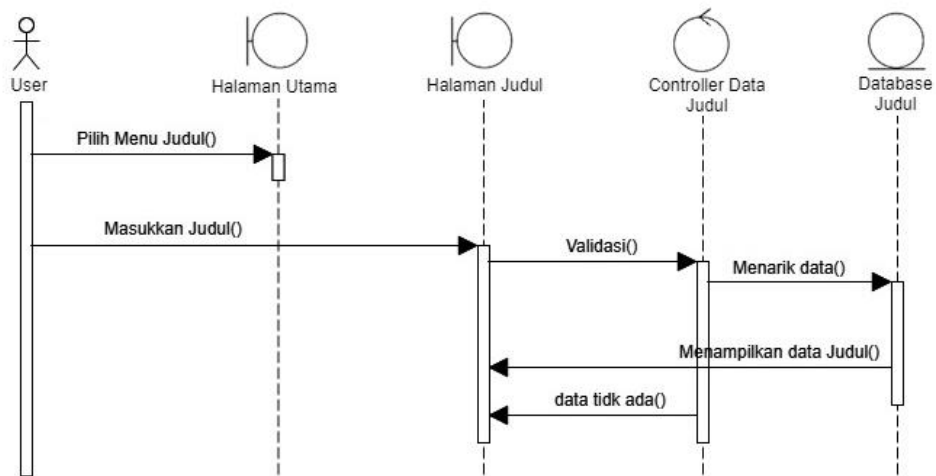 User
Halaman Utama
Halaman Judul
Controller Data
Judul
Database
Judul
Pilih Menu Judul()
Masukkan Judul()
Validasi()
Menarik data()
Menampilkan data Judul()
data tidk ada()